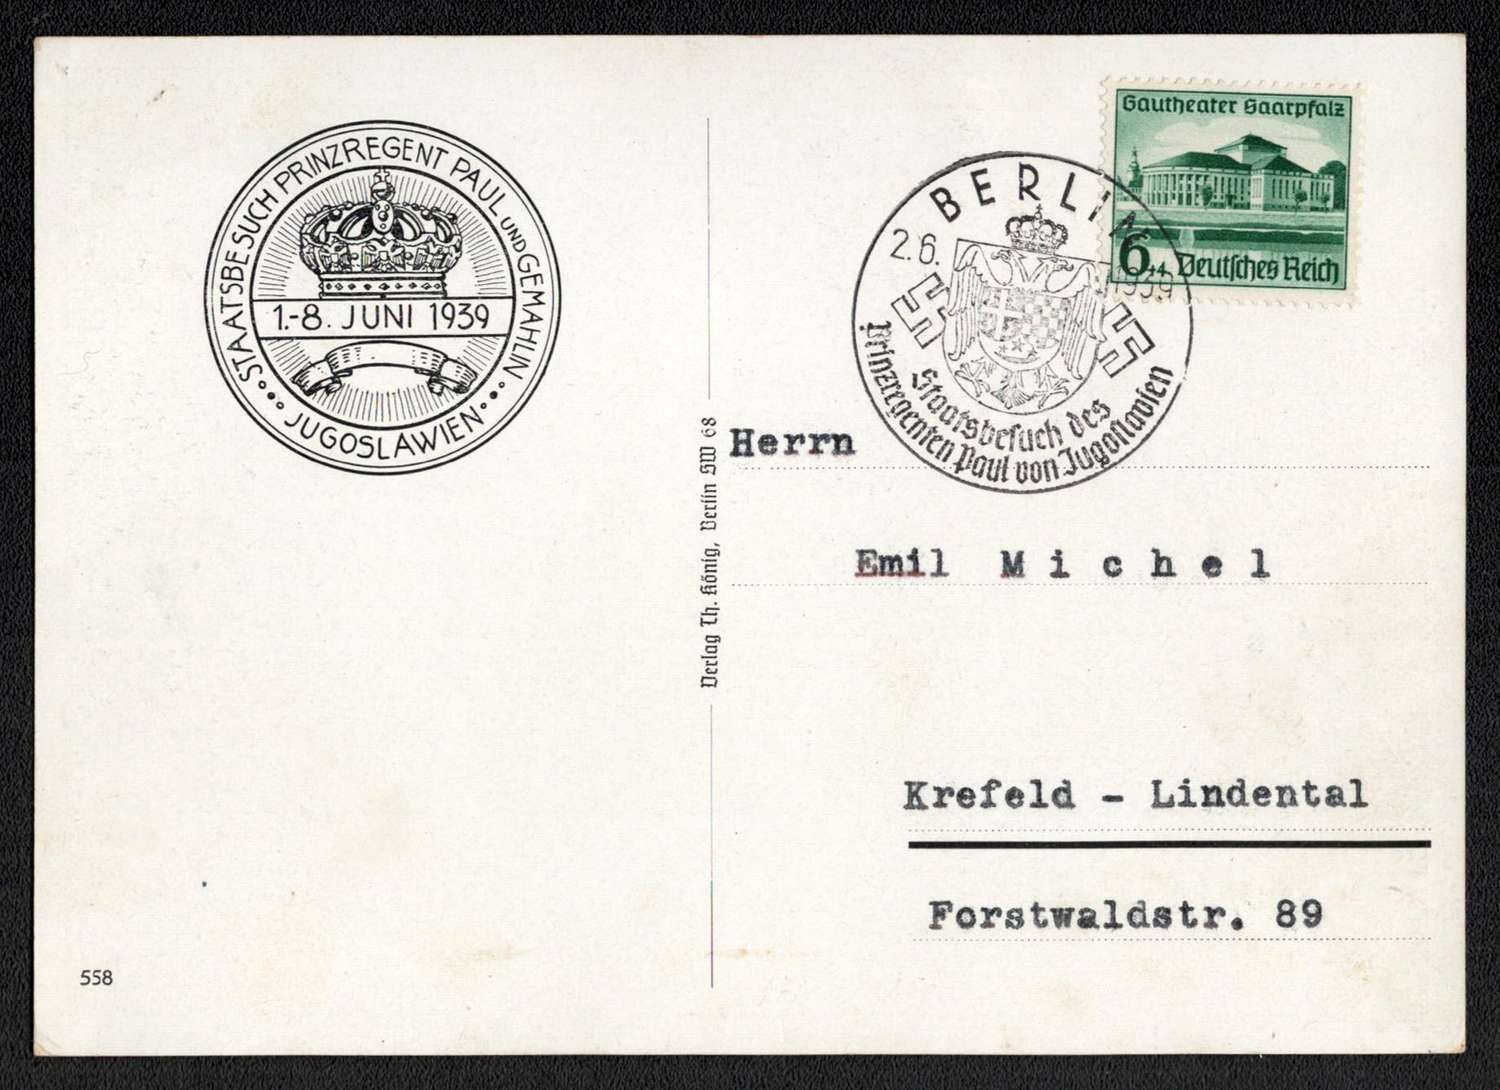 STAATSBESUCH PRINZREGENT PAUL UND GEMAHLIN
1.-8. JUNI 1939
JUGOSLAWIEN
Gautheater Saarpfalz
6+4 Deutsches Reich
BERLIN
2.6. 1939
Staatsbesuch des
Prinzregenten Paul von Jugoslawien
Verlag Th. König, Berlin SW 68
Herrn
Emil Michel
Krefeld - Lindental
Forstwaldstr. 89
558